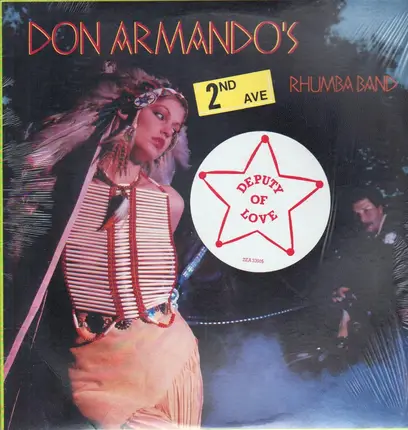 DON ARMANDO'S
2ND AVE
RHUMBA BAND
DEPUTY
OF
LOVE